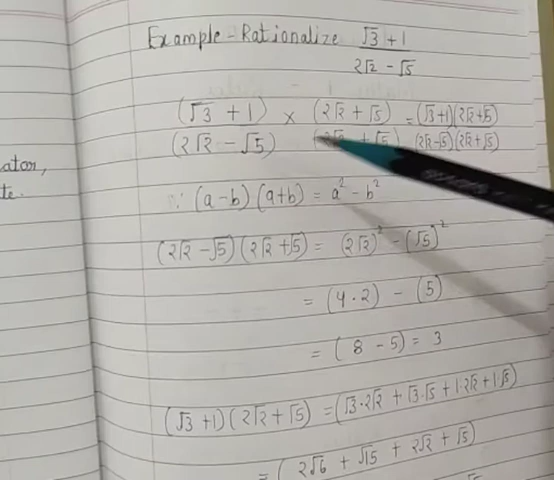 Example - Rationalize (√3 + 1)/(2√2 - √5)
(√3 + 1) × (2√2 + √5) = (√3+1)(2√2+√5)
(2√2 - √5) + √5) (2√2-√5)(2√2+√5)
te.
∵ (a-b)(a+b) = a² - b²
(2√2 - √5)(2√2+√5) = (2√2)² - (√5)²
= (4·2) - (5)
= (8 - 5) = 3
(√3 +1)(2√2+√5) = (√3·2√2 + √3·√5 + 1·2√2 + 1√5)
= (2√6 + √15 + 2√2 + √5)